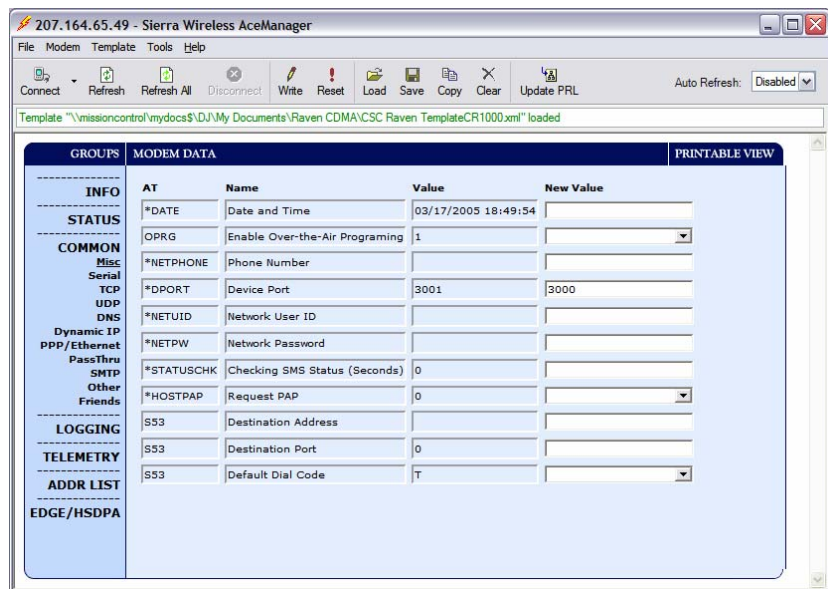 207.164.65.49 - Sierra Wireless AceManager
File Modem Template Tools Help
Connect Refresh Refresh All Disconnect Write Reset Load Save Copy Clear Update PRL Auto Refresh: Disabled
Template "\\missioncontrol\mydocs$\DJ\My Documents\Raven CDMA\CSC Raven TemplateCR1000.xml" loaded
GROUPS MODEM DATA PRINTABLE VIEW
INFO
STATUS
COMMON
Misc
Serial
TCP
UDP
DNS
Dynamic IP
PPP/Ethernet
PassThru
SMTP
Other
Friends
LOGGING
TELEMETRY
ADDR LIST
EDGE/HSDPA
AT Name Value New Value
*DATE Date and Time 03/17/2005 18:49:54
OPRG Enable Over-the-Air Programing 1
*NETPHONE Phone Number
*DPORT Device Port 3001 3000
*NETUID Network User ID
*NETPW Network Password
*STATUSCHK Checking SMS Status (Seconds) 0
*HOSTPAP Request PAP 0
S53 Destination Address
S53 Destination Port 0
S53 Default Dial Code T